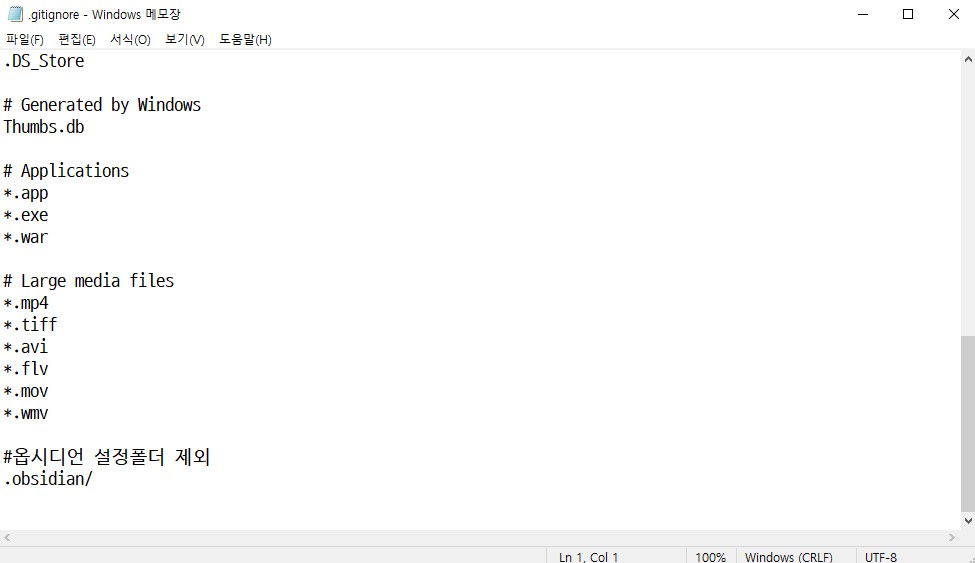 .gitignore - Windows 메모장
파일(F) 편집(E) 서식(O) 보기(V) 도움말(H)
.DS_Store
# Generated by Windows
Thumbs.db
# Applications
*.app
*.exe
*.war
# Large media files
*.mp4
*.tiff
*.avi
*.flv
*.mov
*.wmv
#옵시디언 설정폴더 제외
.obsidian/
Ln 1, Col 1 100% Windows (CRLF) UTF-8